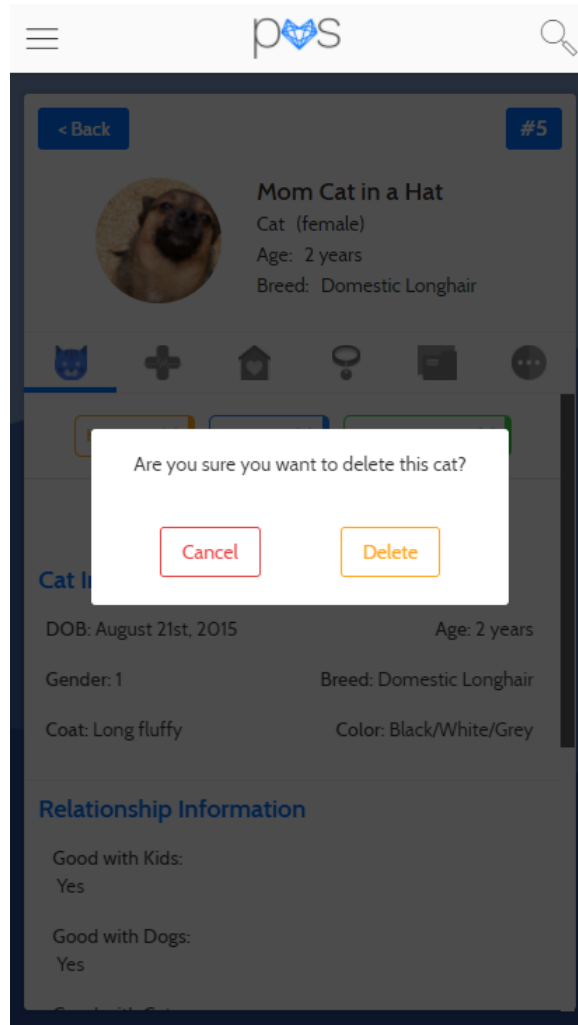 < Back
#5
Mom Cat in a Hat
Cat (female)
Age: 2 years
Breed: Domestic Longhair
Are you sure you want to delete this cat?
Cancel
Delete
Cat
DOB: August 21st, 2015
Age: 2 years
Gender: 1
Breed: Domestic Longhair
Coat: Long fluffy
Color: Black/White/Grey
Relationship Information
Good with Kids:
Yes
Good with Dogs:
Yes